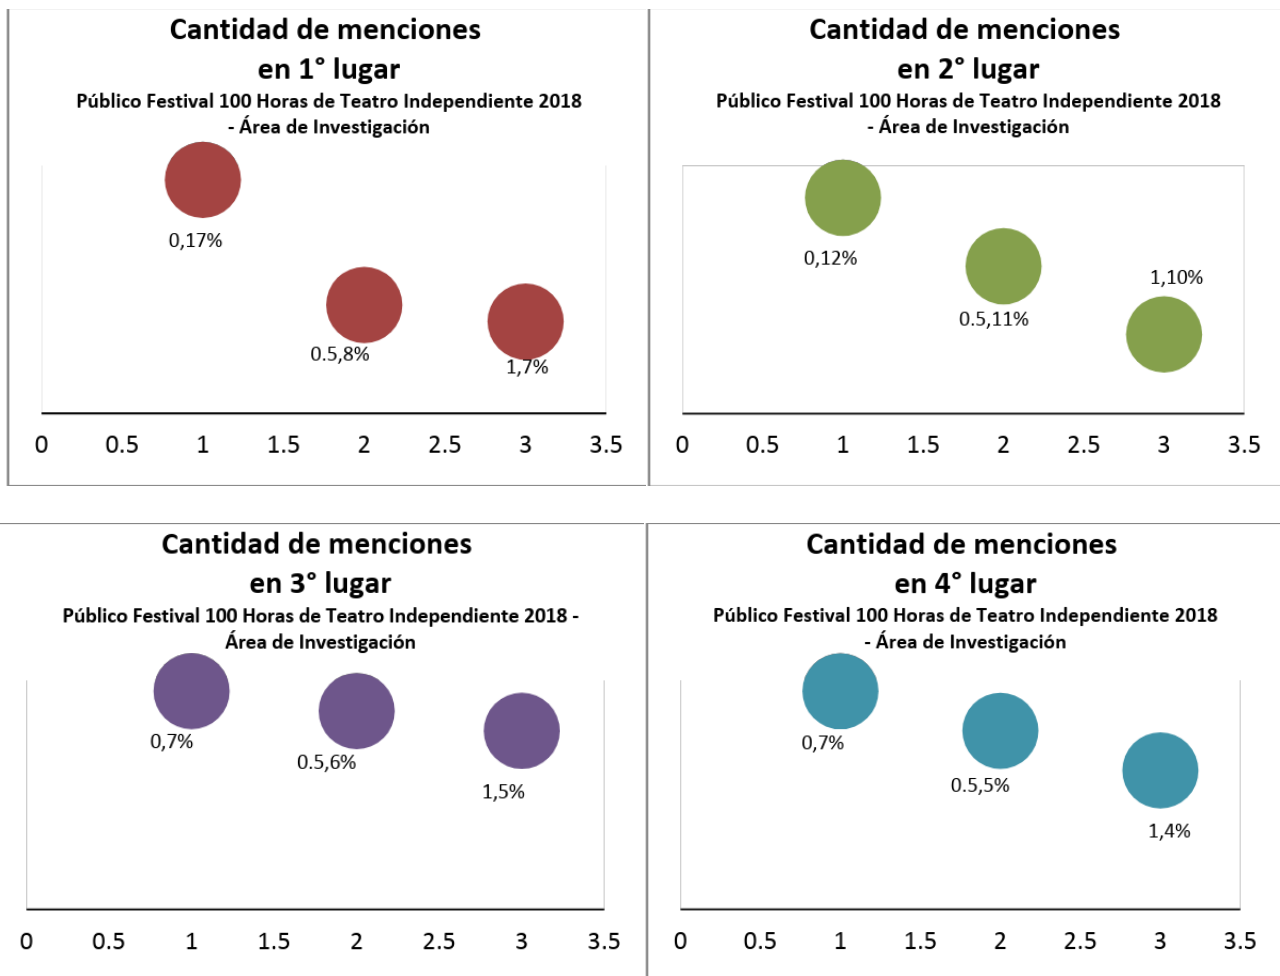 Cantidad de menciones
en 1° lugar
Público Festival 100 Horas de Teatro Independiente 2018
- Área de Investigación
0,17%
0.5,8%
1,7%
0 0.5 1 1.5 2 2.5 3 3.5
Cantidad de menciones
en 2° lugar
Público Festival 100 Horas de Teatro Independiente 2018
- Área de Investigación
0,12%
1,10%
0.5,11%
0 0.5 1 1.5 2 2.5 3 3.5
Cantidad de menciones
en 3° lugar
Público Festival 100 Horas de Teatro Independiente 2018 -
Área de Investigación
0,7%
0.5,6%
1,5%
0 0.5 1 1.5 2 2.5 3 3.5
Cantidad de menciones
en 4° lugar
Público Festival 100 Horas de Teatro Independiente 2018
- Área de Investigación
0,7%
0.5,5%
1,4%
0 0.5 1 1.5 2 2.5 3 3.5